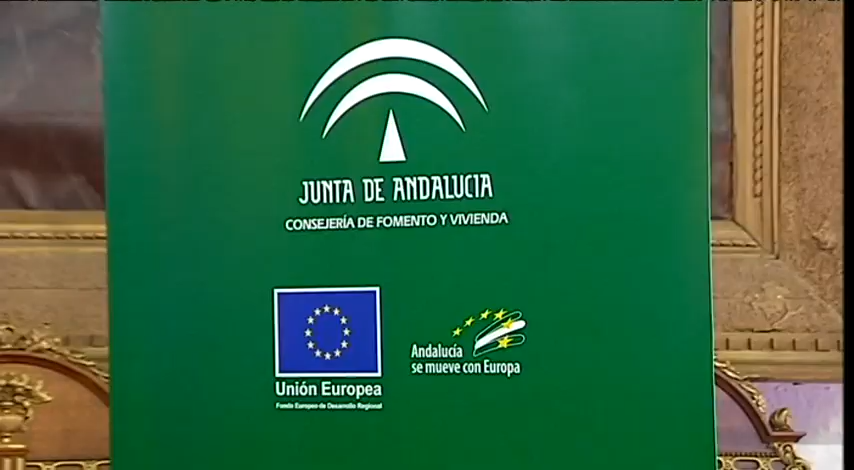 JUNTA DE ANDALUCIA
CONSEJERÍA DE FOMENTO Y VIVIENDA
Unión Europea
Fondo Europeo de Desarrollo Regional
Andalucía
se mueve con Europa